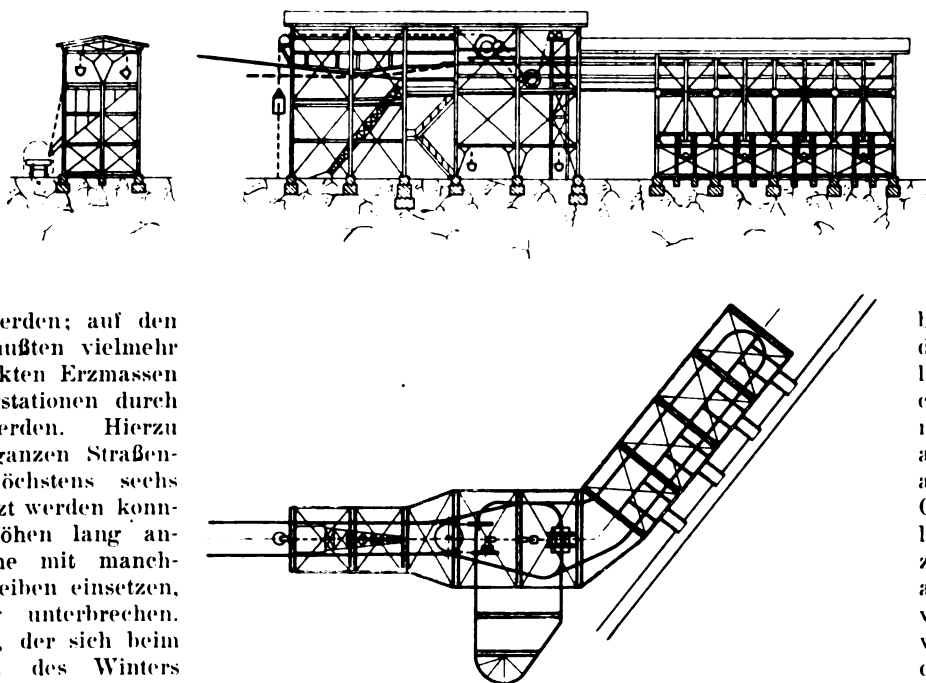 erden; auf den
ußten vielmehr
kten Erzmassen
stationen durch
erden. Hierzu
ganzen Straßen-
öchstens sechs
zt werden konn-
öhen lang an-
ne mit manch-
eiben einsetzen,
unterbrechen.
, der sich beim
des Winters